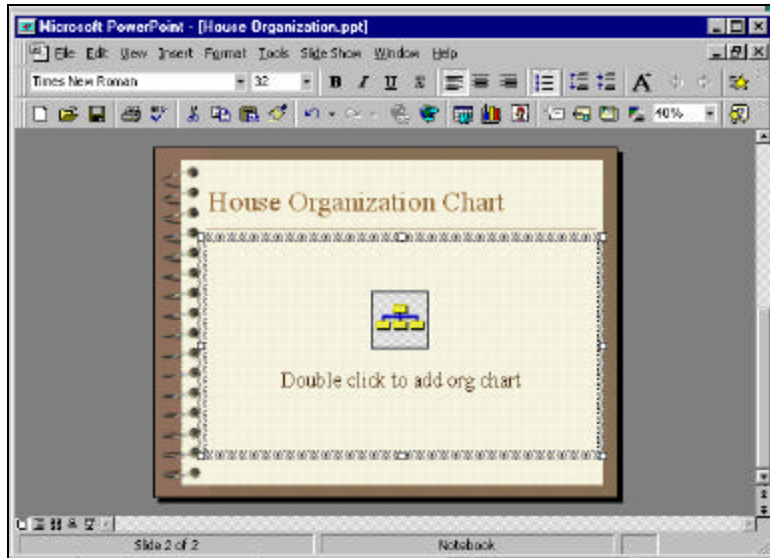 Microsoft PowerPoint - [House Organization.ppt]
File Edit View Insert Format Tools Slide Show Window Help
Times New Roman 32 B I U S A
40%
House Organization Chart
Double click to add org chart
Slide 2 of 2 Notebook